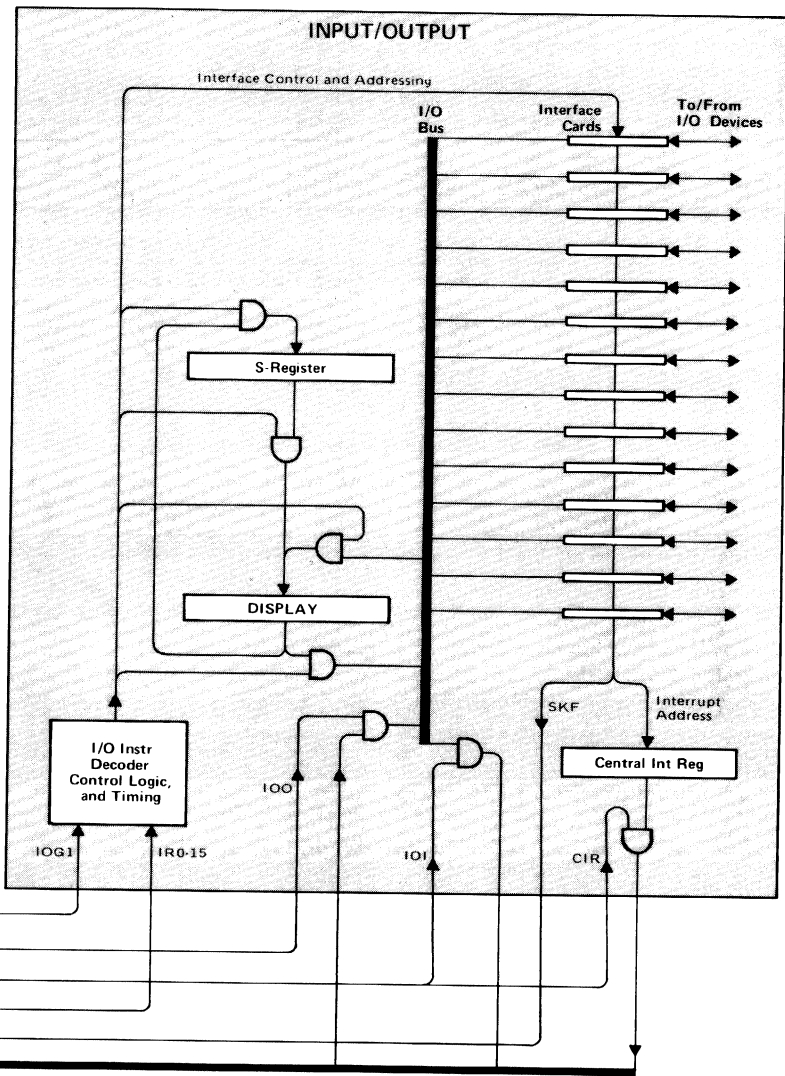 INPUT/OUTPUT
Interface Control and Addressing
I/O
Bus
Interface
Cards
To/From
I/O Devices
S-Register
DISPLAY
I/O Instr
Decoder
Control Logic,
and Timing
SKF
Interrupt
Address
Central Int Reg
IOO
IOG1
IR0-15
IOI
CIR